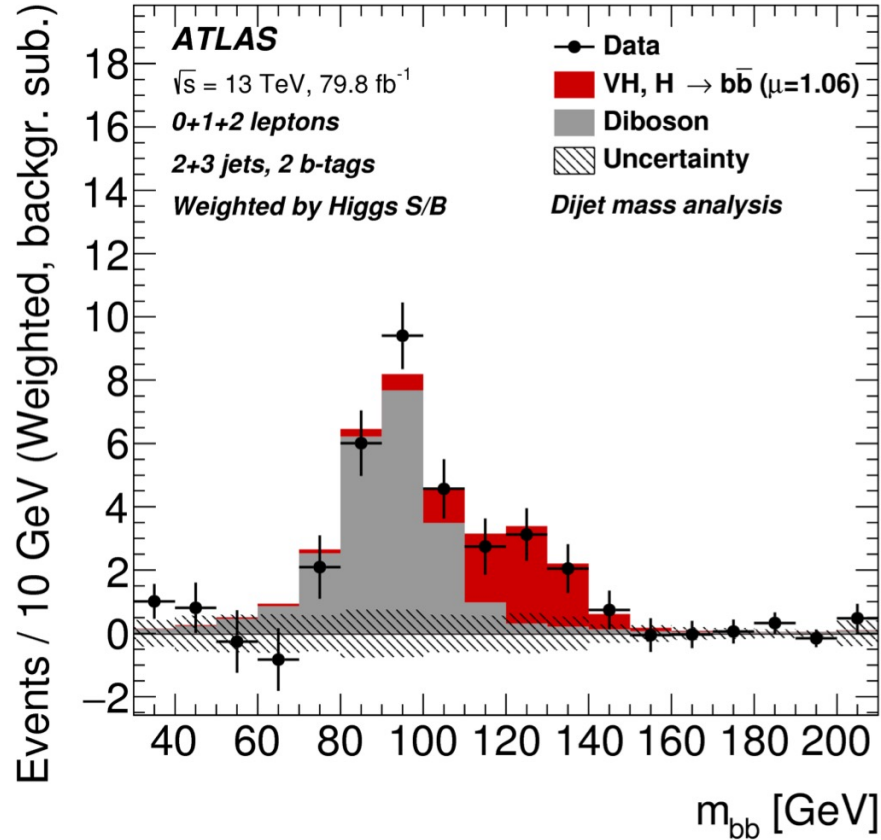 ATLAS
√s = 13 TeV, 79.8 fb⁻¹
0+1+2 leptons
2+3 jets, 2 b-tags
Weighted by Higgs S/B
Data
VH, H → bb̅ (μ=1.06)
Diboson
Uncertainty
Dijet mass analysis
Events / 10 GeV (Weighted, backgr. sub.)
18
16
14
12
10
8
6
4
2
0
−2
40 60 80 100 120 140 160 180 200
m_bb [GeV]